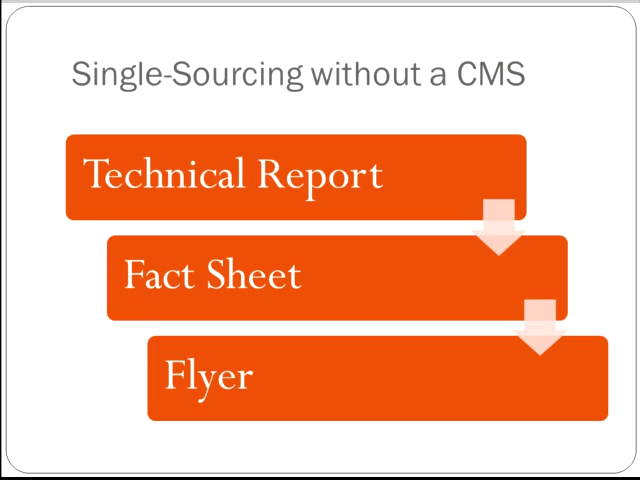 Single-Sourcing without a CMS
Technical Report
Fact Sheet
Flyer